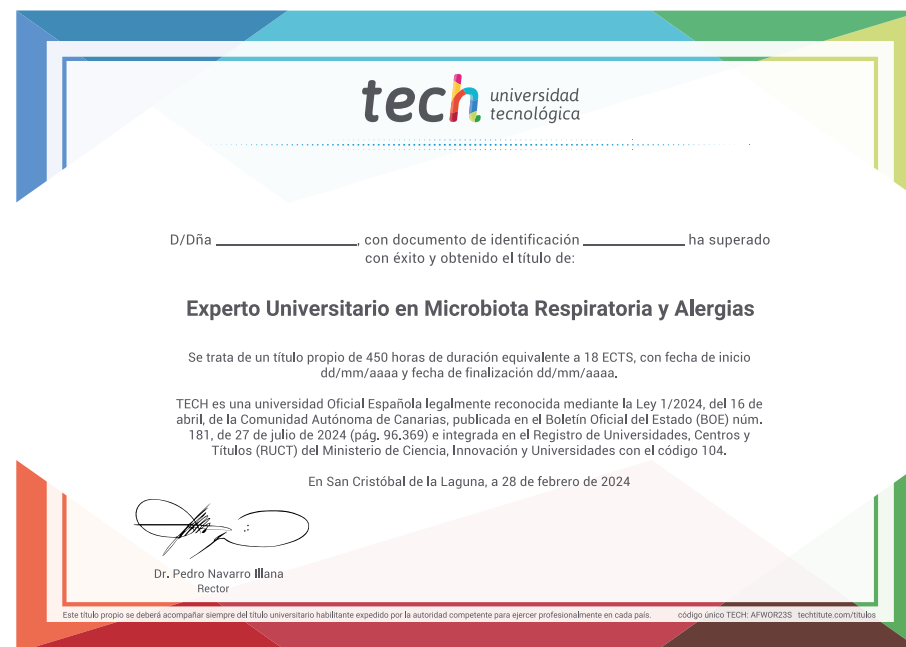 tech universidad
tecnológica
D/Dña ______________, con documento de identificación __________ ha superado
con éxito y obtenido el título de:
Experto Universitario en Microbiota Respiratoria y Alergias
Se trata de un título propio de 450 horas de duración equivalente a 18 ECTS, con fecha de inicio
dd/mm/aaaa y fecha de finalización dd/mm/aaaa.
TECH es una universidad Oficial Española legalmente reconocida mediante la Ley 1/2024, del 16 de
abril, de la Comunidad Autónoma de Canarias, publicada en el Boletín Oficial del Estado (BOE) núm.
181, de 27 de julio de 2024 (pág. 96.369) e integrada en el Registro de Universidades, Centros y
Títulos (RUCT) del Ministerio de Ciencia, Innovación y Universidades con el código 104.
En San Cristóbal de la Laguna, a 28 de febrero de 2024
Dr. Pedro Navarro Illana
Rector
Este título propio se deberá acompañar siempre del título universitario habilitante expedido por la autoridad competente para ejercer profesionalmente en cada país. código único TECH: AFWOR23S techtitute.com/titulos